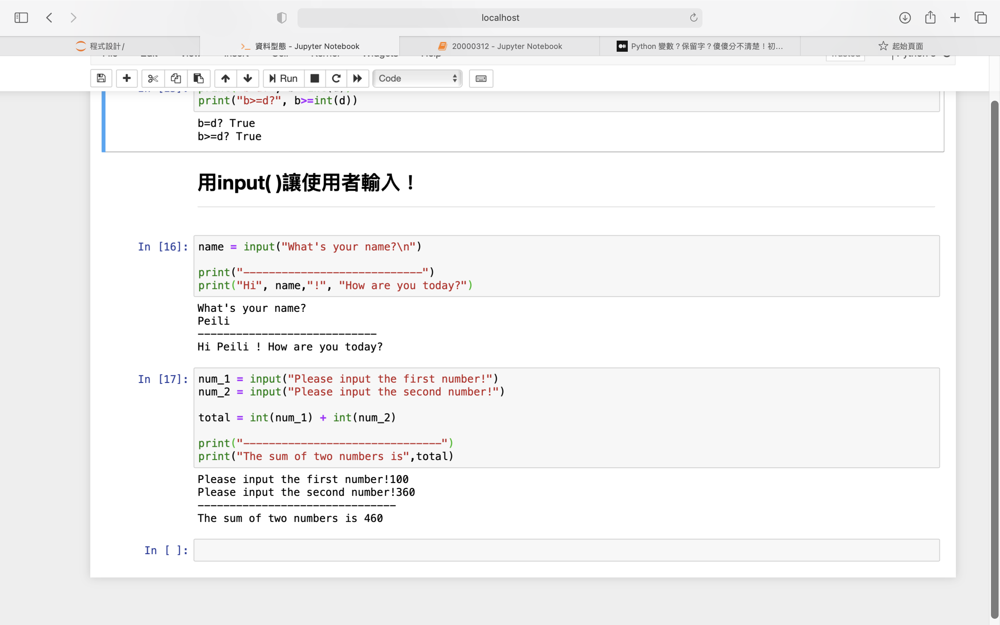 localhost
程式設計/
資料型態 - Jupyter Notebook
20000312 - Jupyter Notebook
Python 變數？保留字？傻傻分不清楚！初...
起始頁面
Run
Code
print("b>=d?", b>=int(d))
b=d? True
b>=d? True
用input( )讓使用者輸入！
In [16]:
name = input("What's your name?\n")
print("----------------------------")
print("Hi", name,"!", "How are you today?")
What's your name?
Peili
----------------------------
Hi Peili ! How are you today?
In [17]:
num_1 = input("Please input the first number!")
num_2 = input("Please input the second number!")
total = int(num_1) + int(num_2)
print("-------------------------------")
print("The sum of two numbers is",total)
Please input the first number!100
Please input the second number!360
-------------------------------
The sum of two numbers is 460
In [ ]: